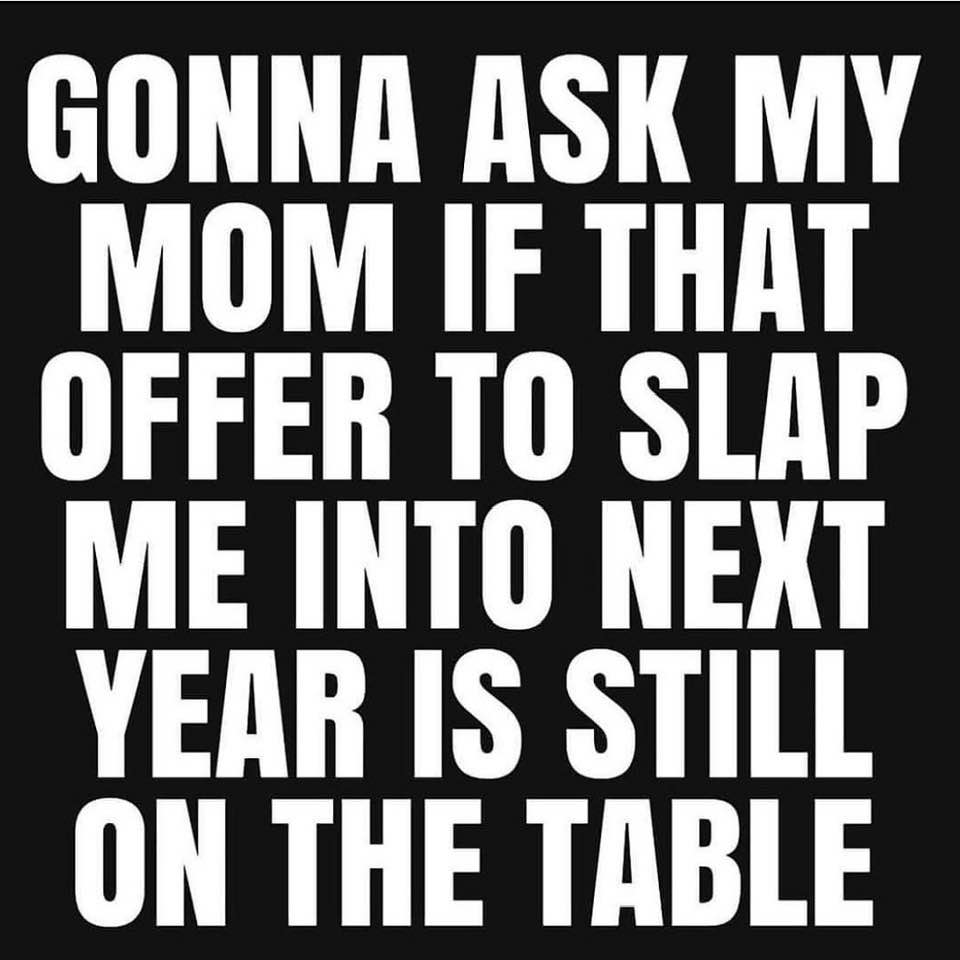 GONNA ASK MY
MOM IF THAT
OFFER TO SLAP
ME INTO NEXT
YEAR IS STILL
ON THE TABLE